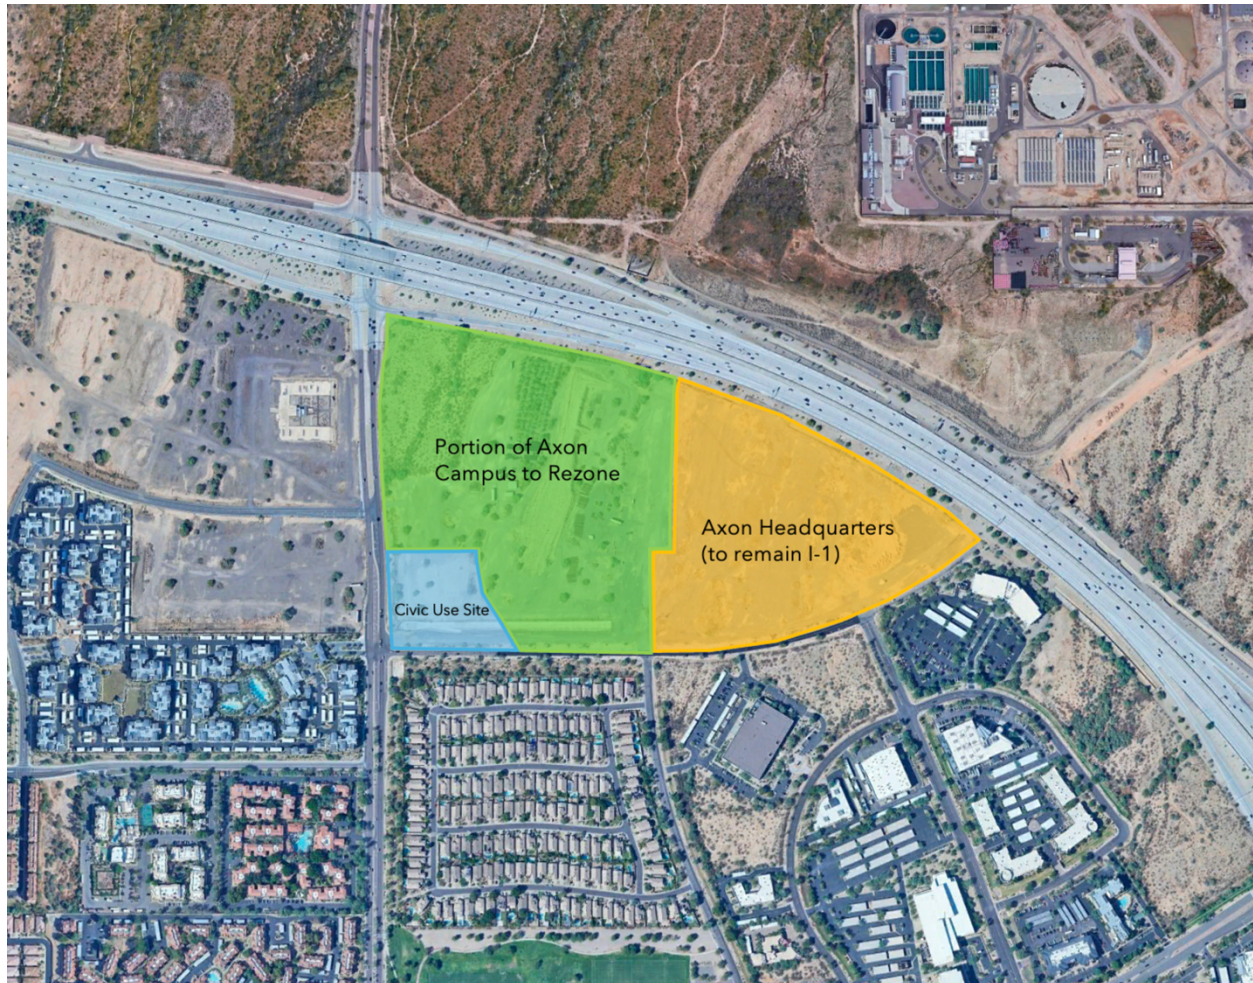 Portion of Axon
Campus to Rezone
Axon Headquarters
(to remain I-1)
Civic Use Site